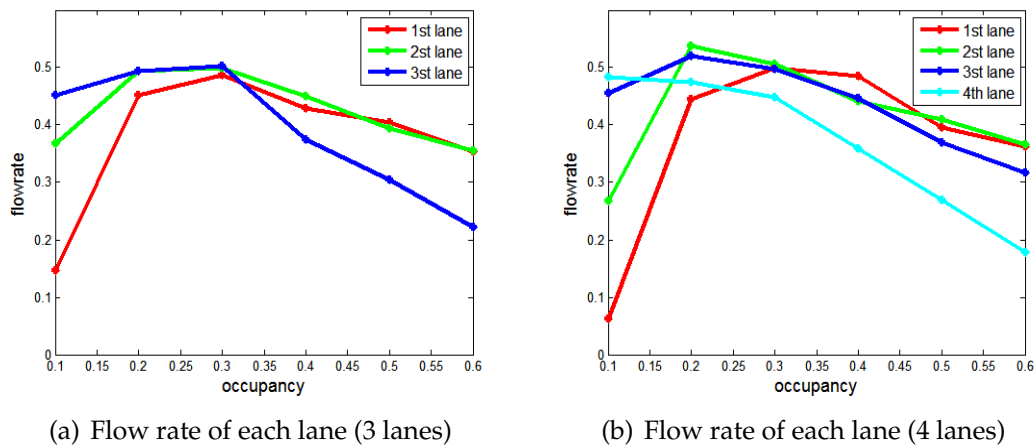 1st lane
2st lane
3st lane
flowrate
0.5
0.4
0.3
0.2
0.1
0
0.1 0.15 0.2 0.25 0.3 0.35 0.4 0.45 0.5 0.55 0.6
occupancy
(a) Flow rate of each lane (3 lanes)
1st lane
2st lane
3st lane
4th lane
flowrate
0.5
0.4
0.3
0.2
0.1
0
0.1 0.15 0.2 0.25 0.3 0.35 0.4 0.45 0.5 0.55 0.6
occupancy
(b) Flow rate of each lane (4 lanes)